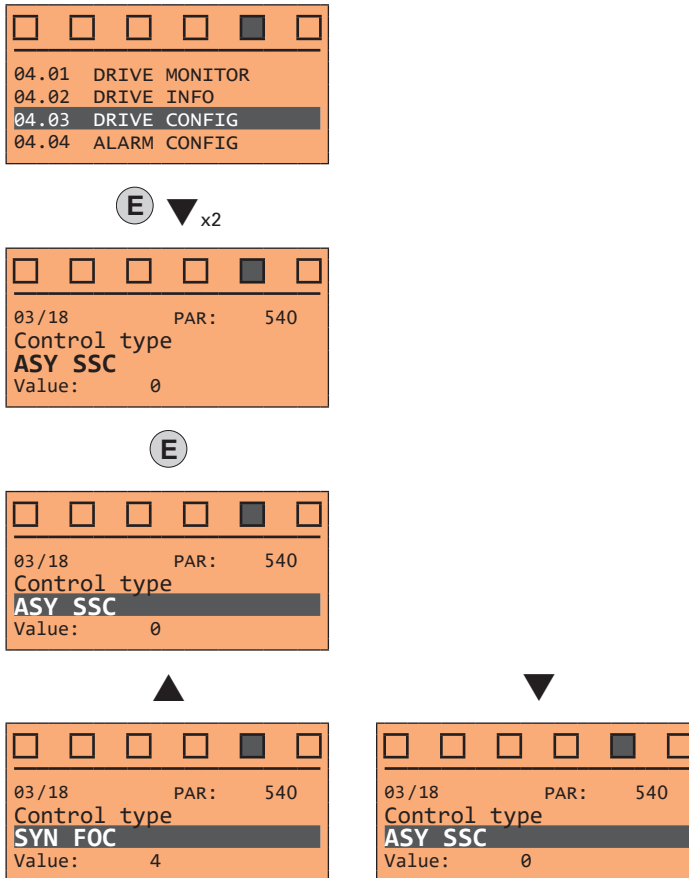 04.01 DRIVE MONITOR
04.02 DRIVE INFO
04.03 DRIVE CONFIG
04.04 ALARM CONFIG
E x2
03/18 PAR: 540
Control type
ASY SSC
Value: 0
E
03/18 PAR: 540
Control type
ASY SSC
Value: 0
03/18 PAR: 540
Control type
SYN FOC
Value: 4
03/18 PAR: 540
Control type
ASY SSC
Value: 0